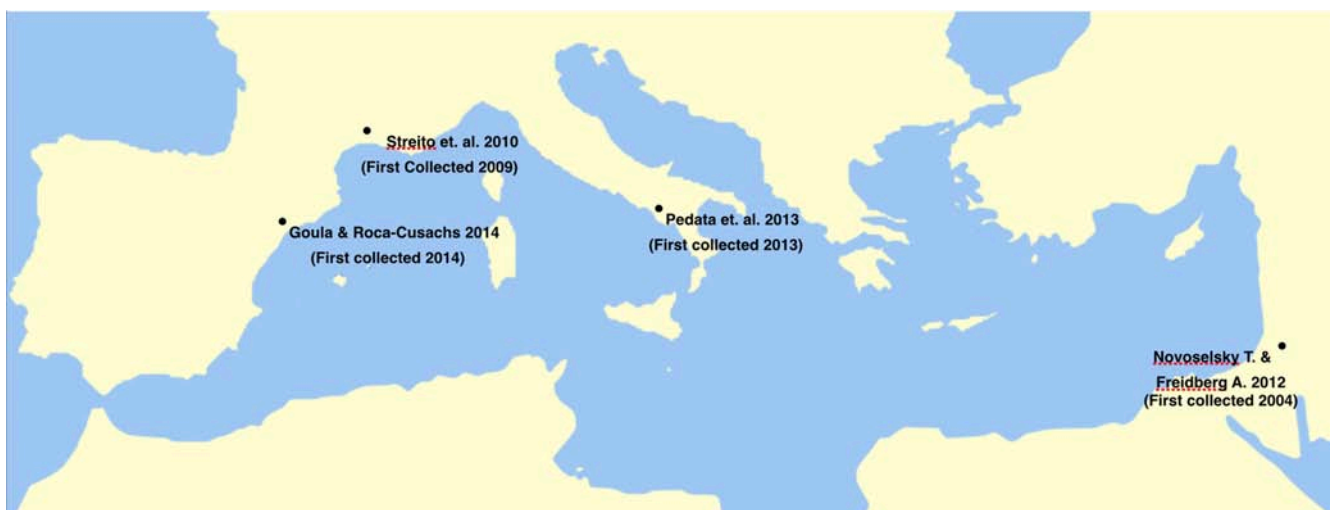 Streito et. al. 2010
(First Collected 2009)
Goula & Roca-Cusachs 2014
(First collected 2014)
Pedata et. al. 2013
(First collected 2013)
Novoselsky T. &
Freidberg A. 2012
(First collected 2004)